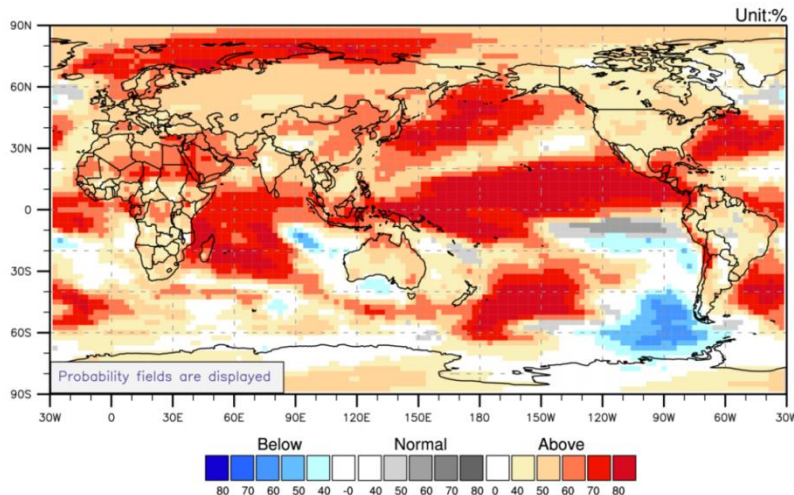 Unit:%
90N
60N
30N
0
30S
60S
90S
Probability fields are displayed
30W 0 30E 60E 90E 120E 150E 180 150W 120W 90W 60W 30W
Below Normal Above
80 70 60 50 40 -0 40 50 60 70 80 0 40 50 60 70 80